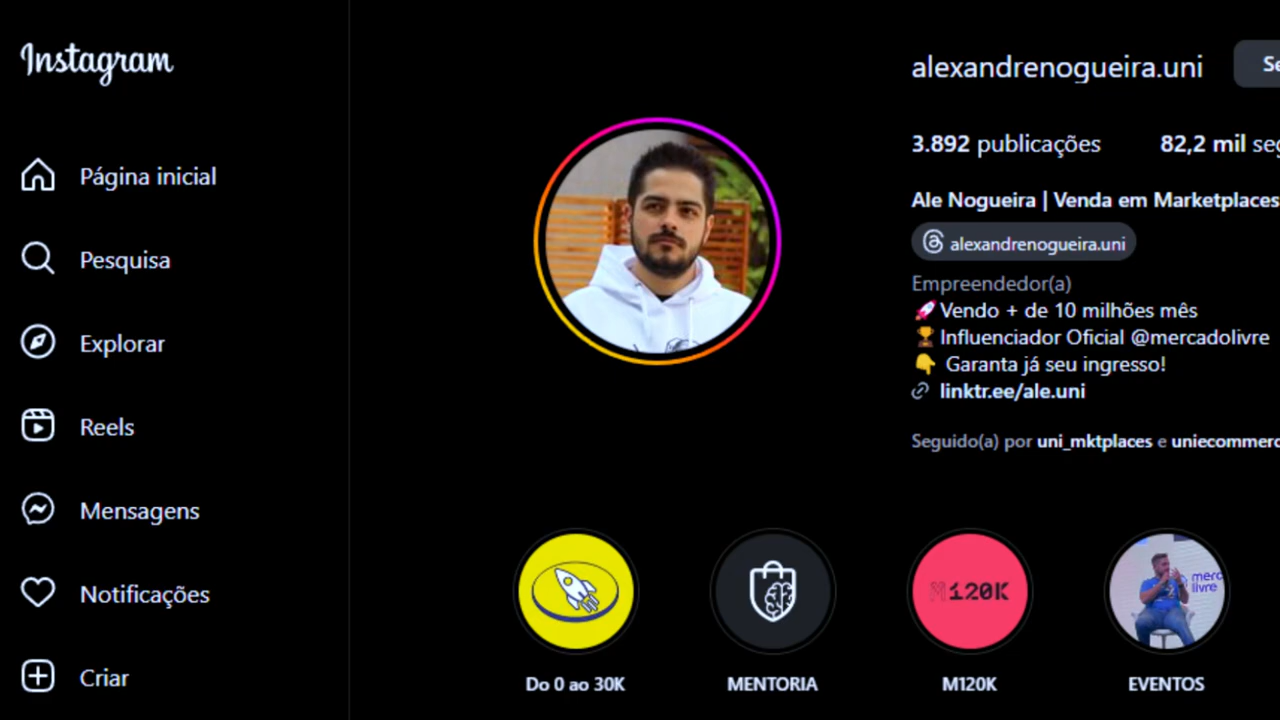 Instagram
Página inicial
Pesquisa
Explorar
Reels
Mensagens
Notificações
Criar
alexandrenogueira.uni
3.892 publicações 82,2 mil
Ale Nogueira | Venda em Marketplaces
alexandrenogueira.uni
Empreendedor(a)
Vendo + de 10 milhões mês
Influenciador Oficial @mercadolivre
Garanta já seu ingresso!
linktr.ee/ale.uni
Seguido(a) por uni_mktplaces e
M120K
merc
livre
Do 0 ao 30K
MENTORIA
M120K
EVENTOS